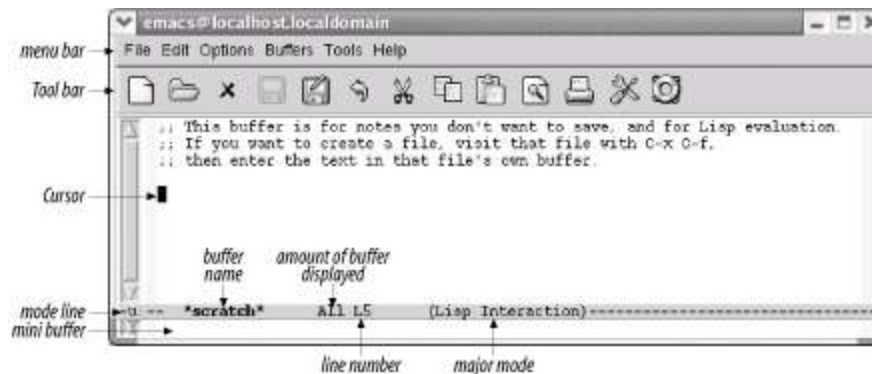 emacs@localhost.localdomain
menu bar File Edit Options Buffers Tools Help
Tool bar
;; This buffer is for notes you don't want to save, and for Lisp evaluation.
;; If you want to create a file, visit that file with C-x C-f,
;; then enter the text in that file's own buffer.
Cursor
buffer name
amount of buffer displayed
mode line -u:-- *scratch* All L5 (Lisp Interaction)
mini buffer
line number
major mode